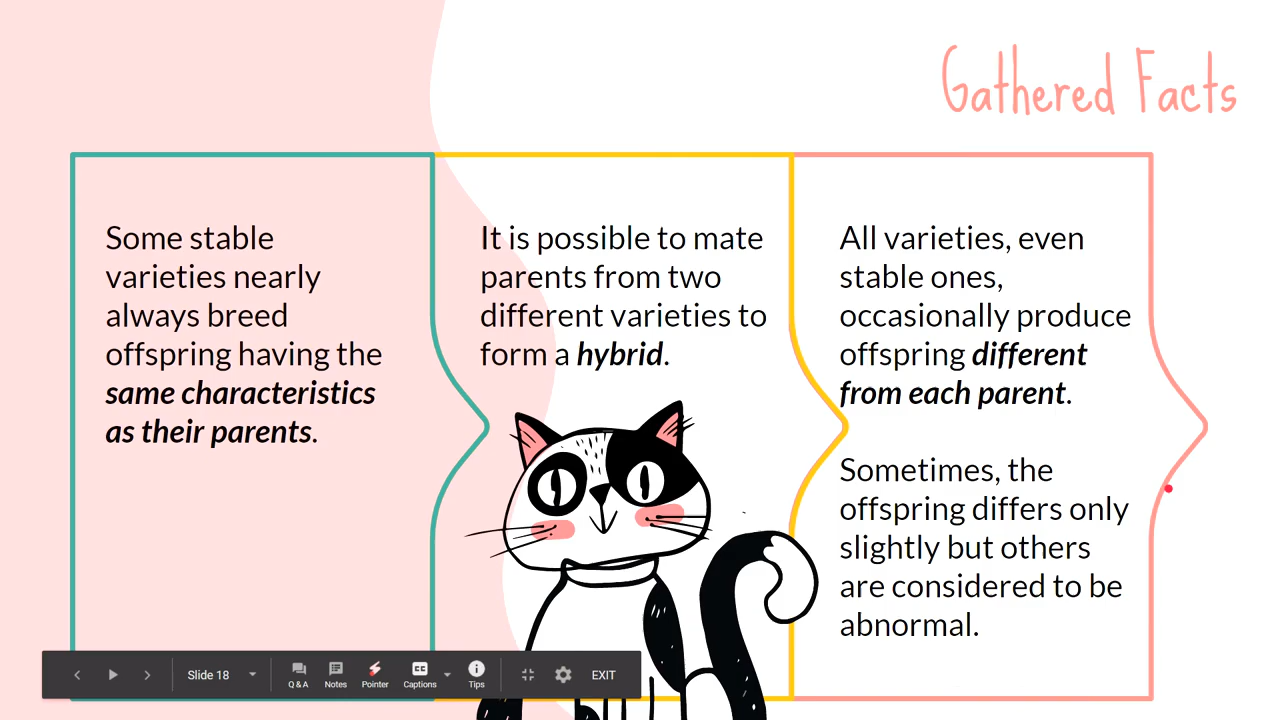 Gathered Facts
Some stable
varieties nearly
always breed
offspring having the
same characteristics
as their parents.
It is possible to mate
parents from two
different varieties to
form a hybrid.
All varieties, even
stable ones,
occasionally produce
offspring different
from each parent.
Sometimes, the
offspring differs only
slightly but others
are considered to be
abnormal.
Slide 18
Q & A
Notes
Pointer
CC
Captions
Tips
EXIT